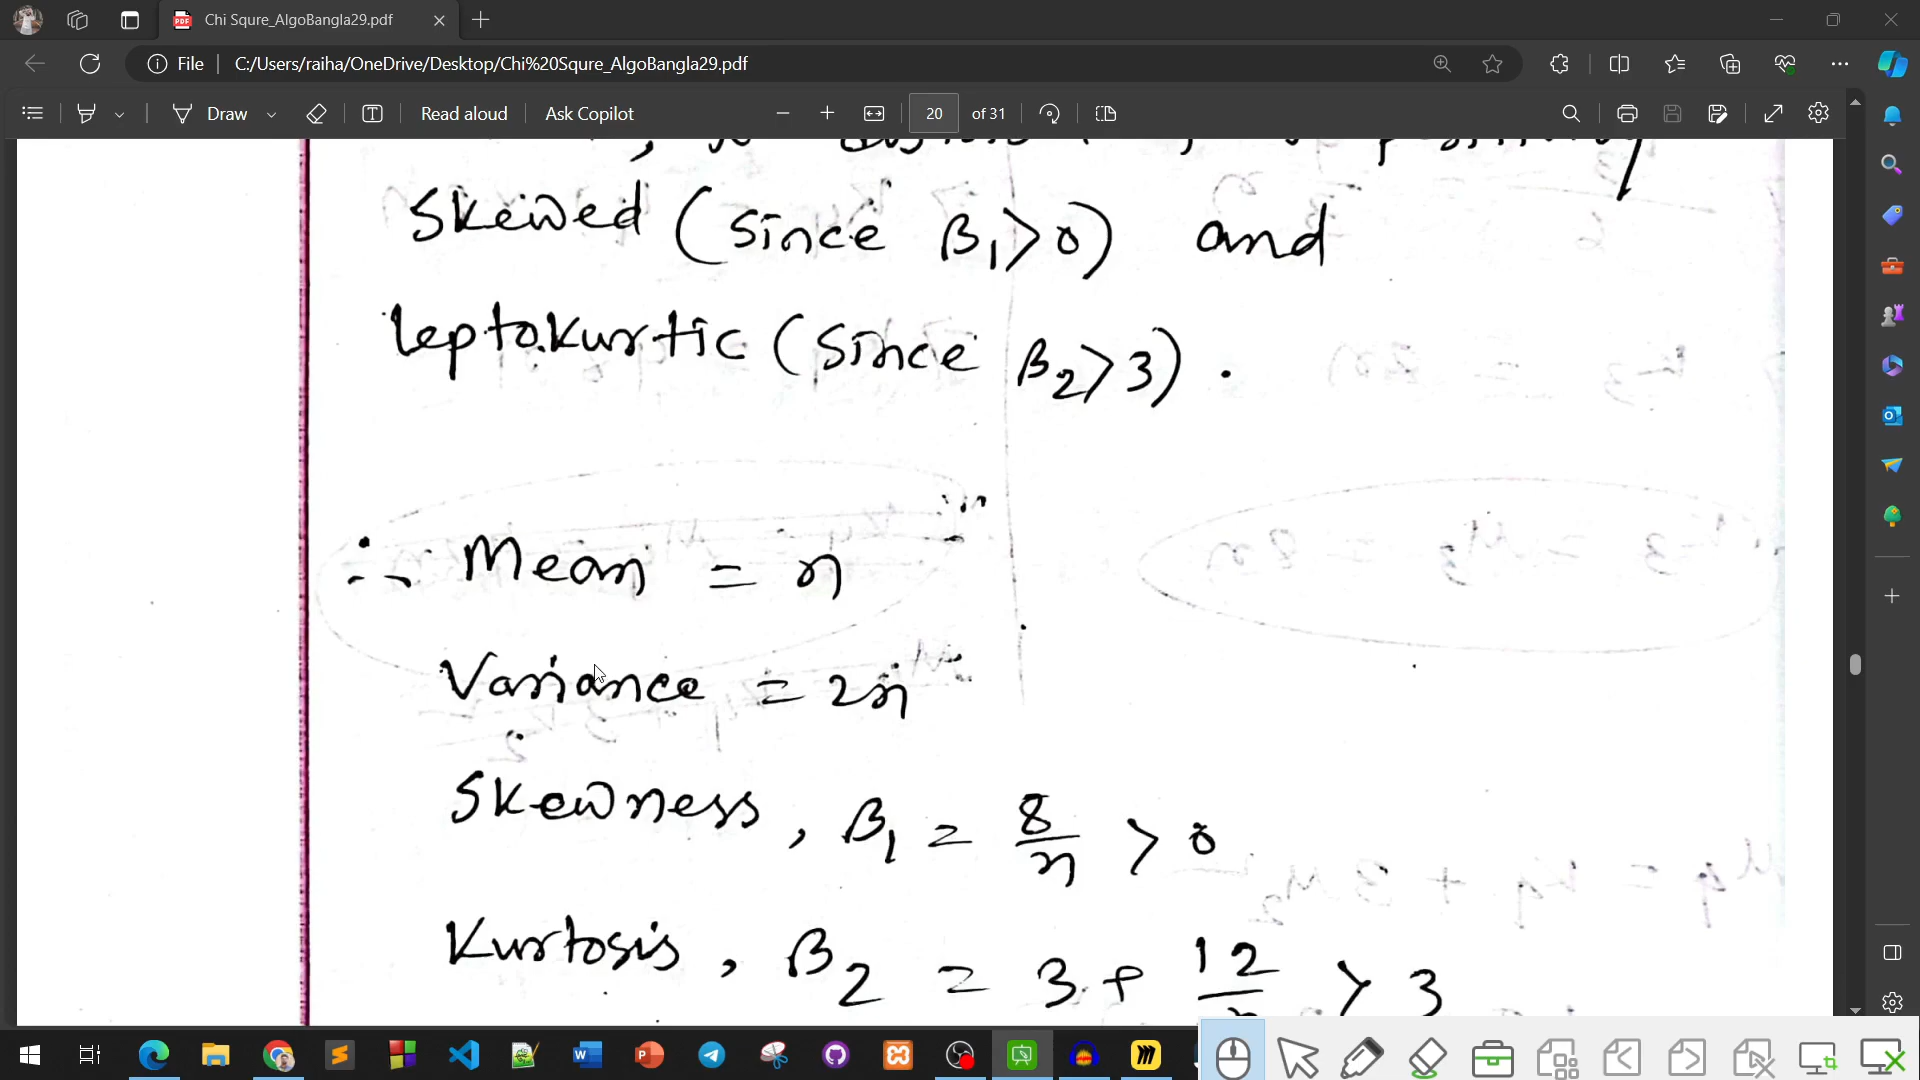 Chi Squre_AlgoBangla29.pdf
File
C:/Users/raiha/OneDrive/Desktop/Chi%20Squre_AlgoBangla29.pdf
Draw
Read aloud
Ask Copilot
20 of 31
Skewed (Since β₁>0) and
leptokurtic (Since β₂>3).
∴ Mean = n
Variance = 2n
Skewness, β₁ = 8/n > 0
Kurtosis, β₂ = 3 + 12/n > 3